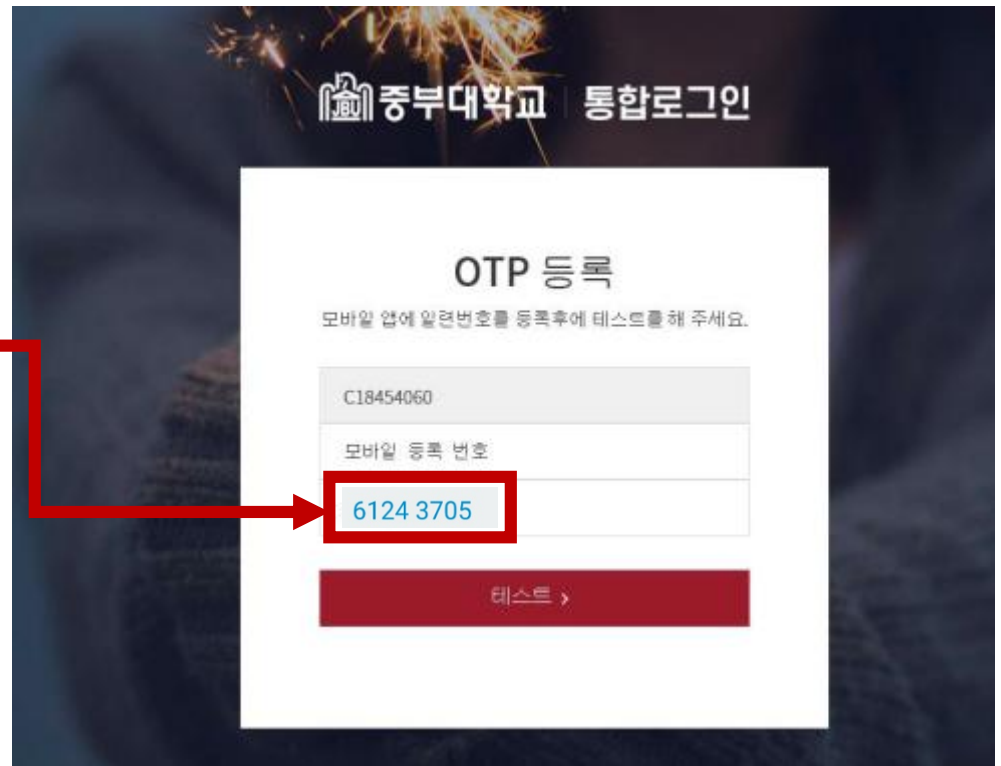 JBU 중부대학교 통합로그인
OTP 등록
모바일 앱에 일련번호를 등록후에 테스트를 해 주세요.
C18454060
모바일 등록 번호
6124 3705
테스트 >